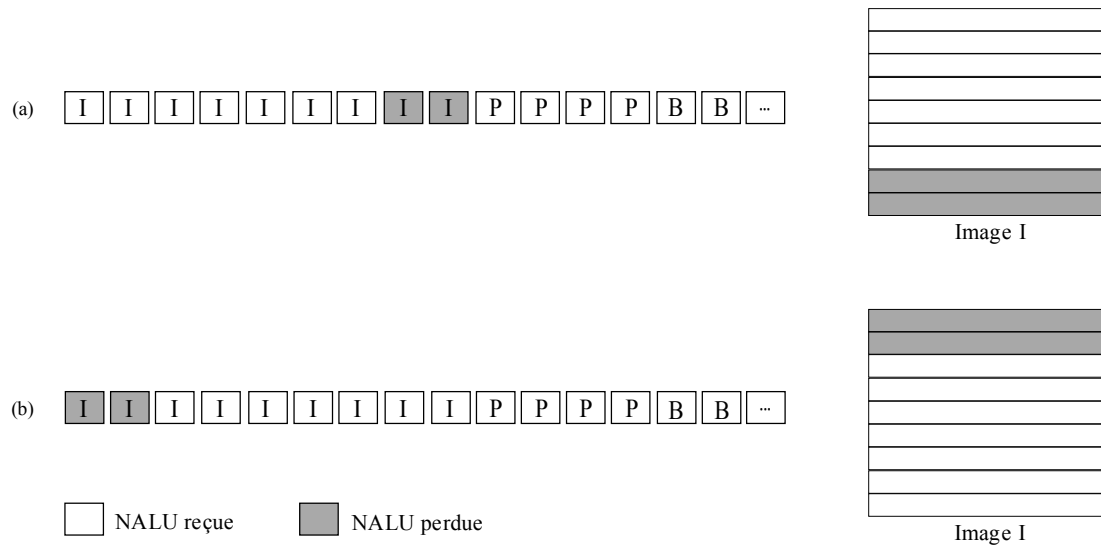 (a) I I I I I I I I I P P P P B B ...
Image I
(b) I I I I I I I I I P P P P B B ...
NALU reçue NALU perdue
Image I